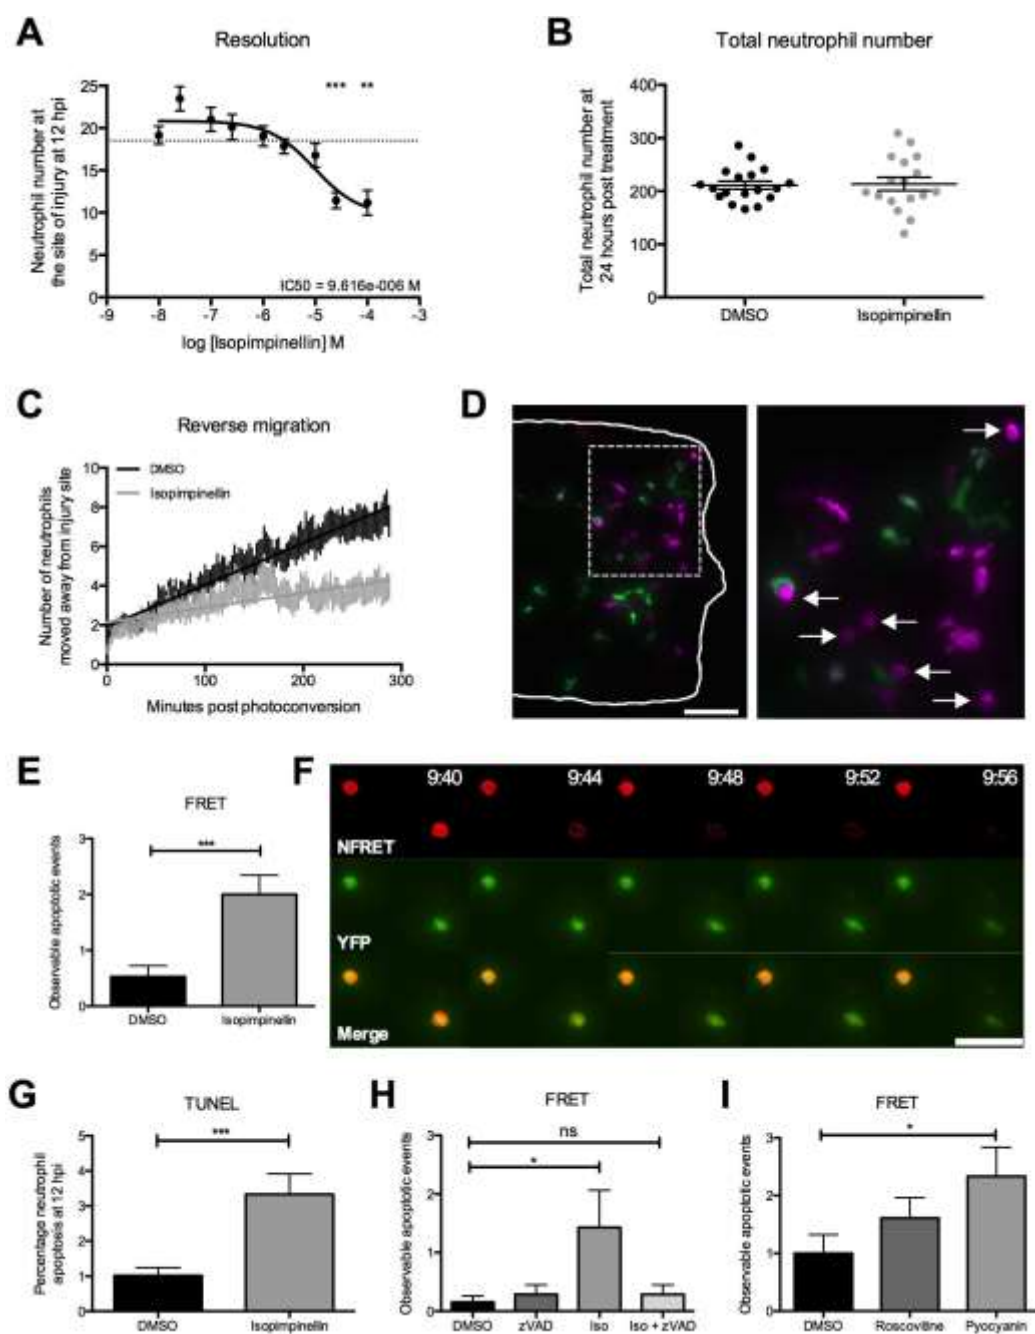 A
Resolution
Neutrophil number at
the site of injury at 12 hpi
25
20
15
10
5
0
*** **
IC50 = 9.616e-006 M
-9 -8 -7 -6 -5 -4 -3
log [Isopimpinellin] M
B
Total neutrophil number
Total neutrophil number at
24 hours post treatment
400
300
200
100
0
DMSO Isopimpinellin
C
Reverse migration
Number of neutrophils
moved away from injury site
10
8
6
4
2
0
DMSO
Isopimpinellin
0 100 200 300
Minutes post photoconversion
D
E
FRET
Observable apoptotic events
3
2
1
0
***
DMSO Isopimpinellin
F
9:40 9:44 9:48 9:52 9:56
NFRET
YFP
Merge
G
TUNEL
Percentage neutrophil
apoptosis at 12 hpi
5
4
3
2
1
0
***
DMSO Isopimpinellin
H
FRET
Observable apoptotic events
3
2
1
0
ns
*
DMSO zVAD Iso Iso + zVAD
I
FRET
Observable apoptotic events
3
2
1
0
*
DMSO Roscovitine Pyocyanin